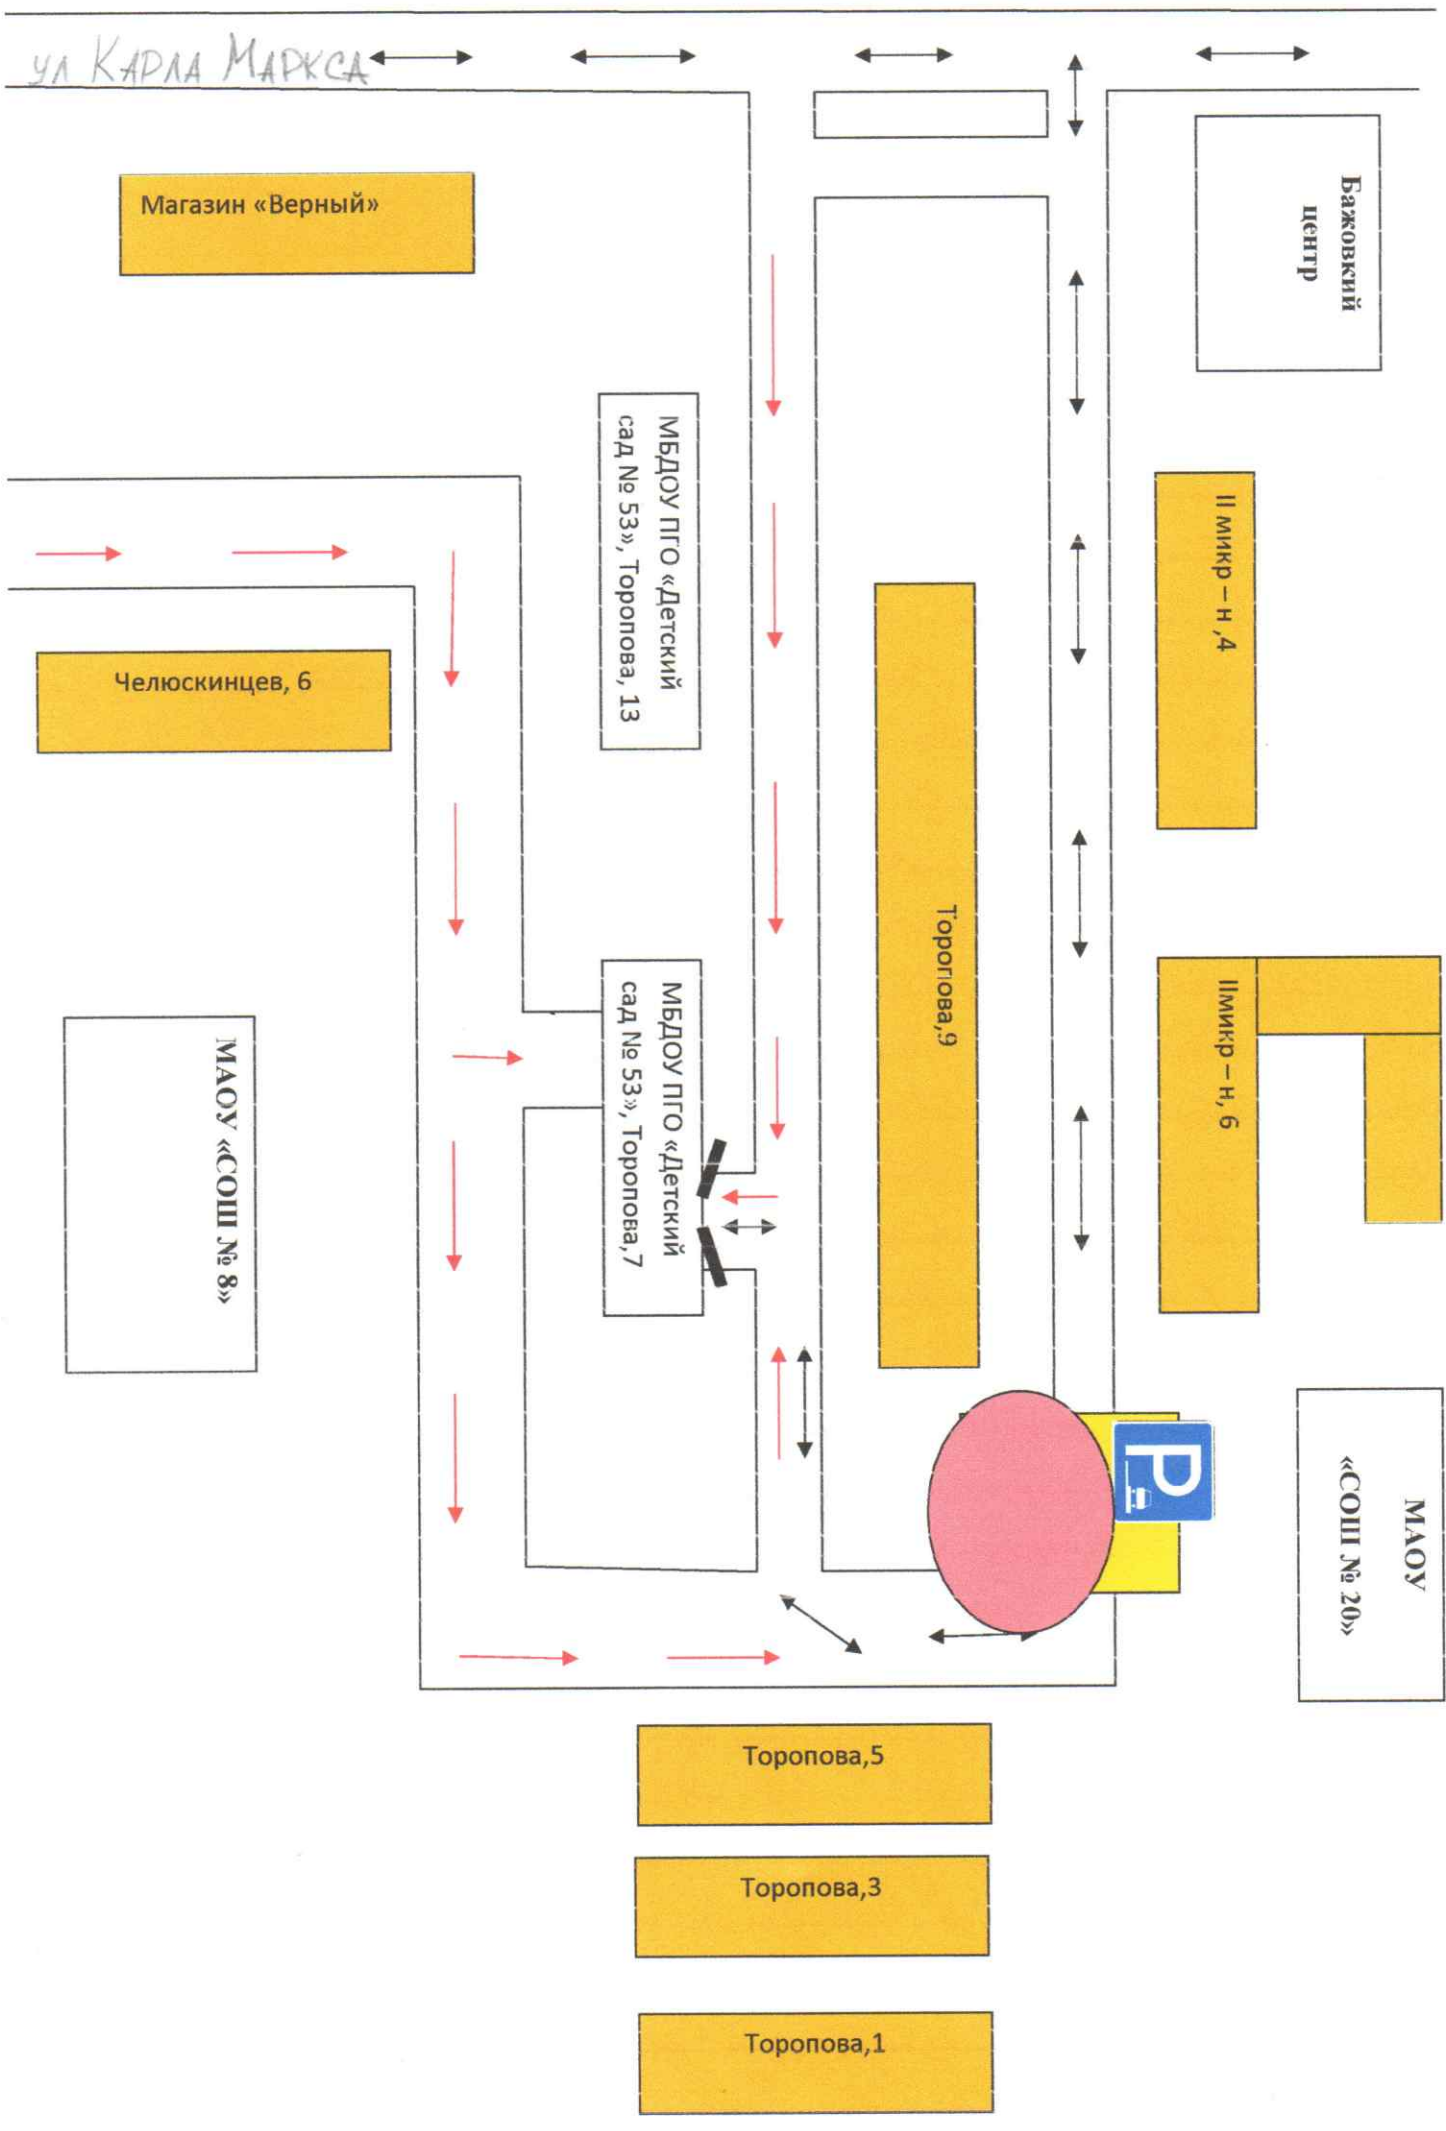 ул Карла Маркса
Магазин «Верный»
Бажовкий
центр
МБДОУ ПГО «Детский
сад № 53», Торопова, 13
II микр – н ,4
Челюскинцев, 6
Торопова,9
МБДОУ ПГО «Детский
сад № 53», Торопова,7
IIмикр – н, 6
МАОУ «СОШ № 8»
P
МАОУ
«СОШ № 20»
Торопова,5
Торопова,3
Торопова,1